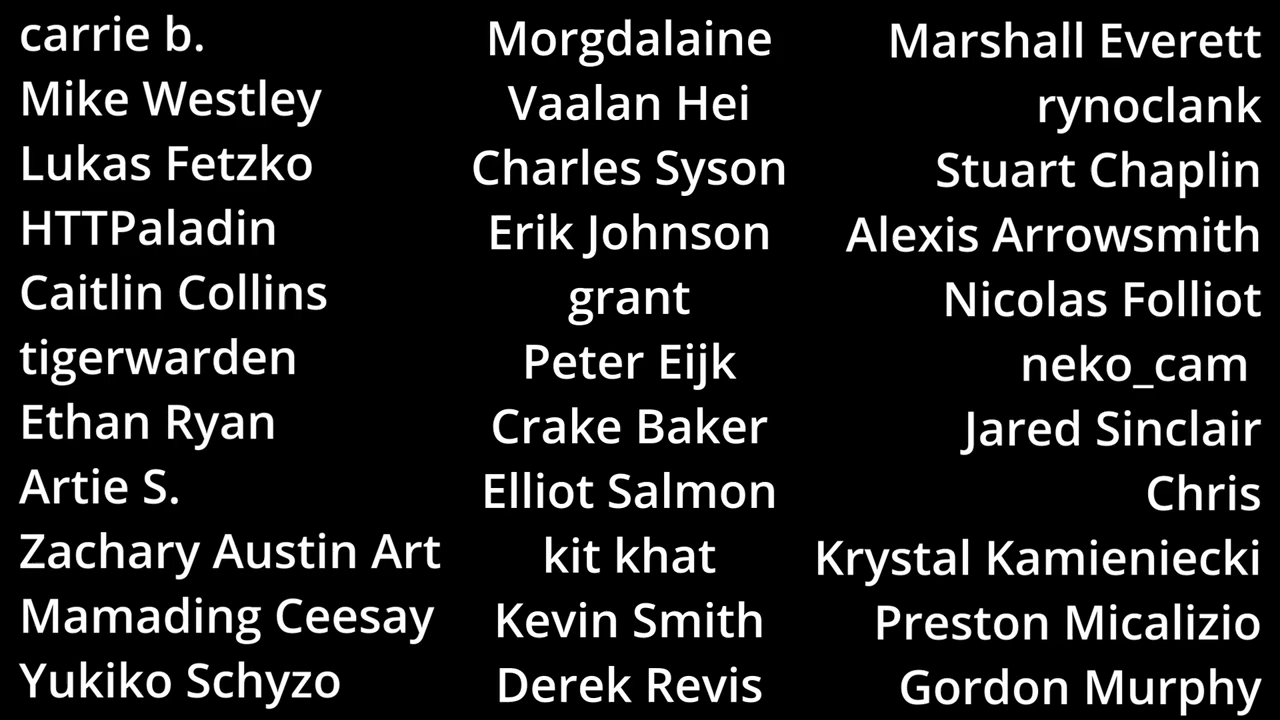 carrie b.
Mike Westley
Lukas Fetzko
HTTPaladin
Caitlin Collins
tigerwarden
Ethan Ryan
Artie S.
Zachary Austin Art
Mamading Ceesay
Yukiko Schyzo
Morgdalaine
Vaalan Hei
Charles Syson
Erik Johnson
grant
Peter Eijk
Crake Baker
Elliot Salmon
kit khat
Kevin Smith
Derek Revis
Marshall Everett
rynoclank
Stuart Chaplin
Alexis Arrowsmith
Nicolas Folliot
neko_cam
Jared Sinclair
Chris
Krystal Kamieniecki
Preston Micalizio
Gordon Murphy